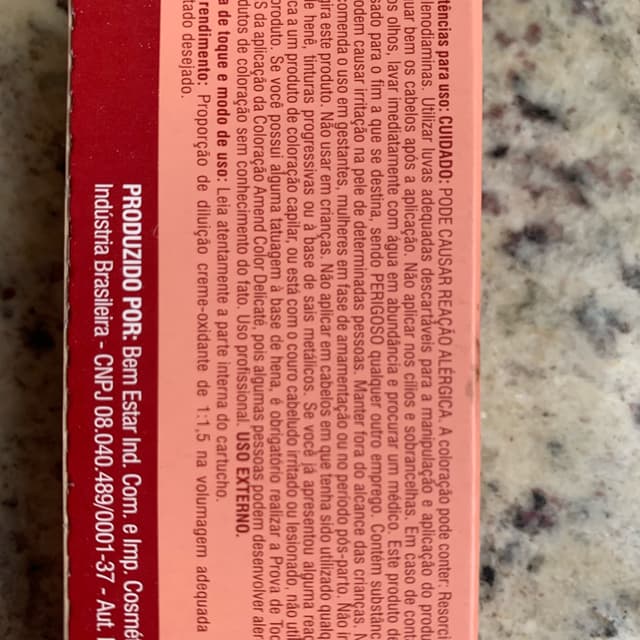 tências para uso: CUIDADO: PODE CAUSAR REAÇÃO ALÉRGICA. A coloração pode conter: Resorci
lenodiaminas. Utilizar luvas adequadas descartáveis para a manipulação e aplicação do produ
uar bem os cabelos após a aplicação. Não aplicar nos cílios e sobrancelhas. Em caso de cont
s olhos, lavar imediatamente com água em abundância e procurar um médico. Este produto d
sado para o fim a que se destina, sendo PERIGOSO qualquer outro emprego. Contém substânc
odem causar irritação na pele de determinadas pessoas. Manter fora do alcance das crianças. N
comenda o uso em gestantes, mulheres em fase de amamentação ou no período pós-parto. Não in
gira este produto. Não usar em crianças. Não aplicar em cabelos em que tenha sido utilizado qualq
e henê, tinturas progressivas ou à base de sais metálicos. Se você já apresentou alguma reaç
ca a um produto de coloração capilar, ou está com o couro cabeludo irritado ou lesionado, não uti
produto. Se você possui alguma tatuagem à base de hena, é obrigatório realizar a Prova de Toq
S da aplicação da Coloração Amend Color Delicaté, pois algumas pessoas podem desenvolver aler
dutos de coloração sem conhecimento do fato. Uso profissional. USO EXTERNO.
a de toque e modo de uso: Leia atentamente a parte interna do cartucho.
rendimento: Proporção de diluição creme-oxidante de 1:1,5 na volumagem adequada
tado desejado.
PRODUZIDO POR: Bem Estar Ind. Com. e Imp. Cosmé
Indústria Brasileira - CNPJ 08.040.489/0001-37 - Aut.